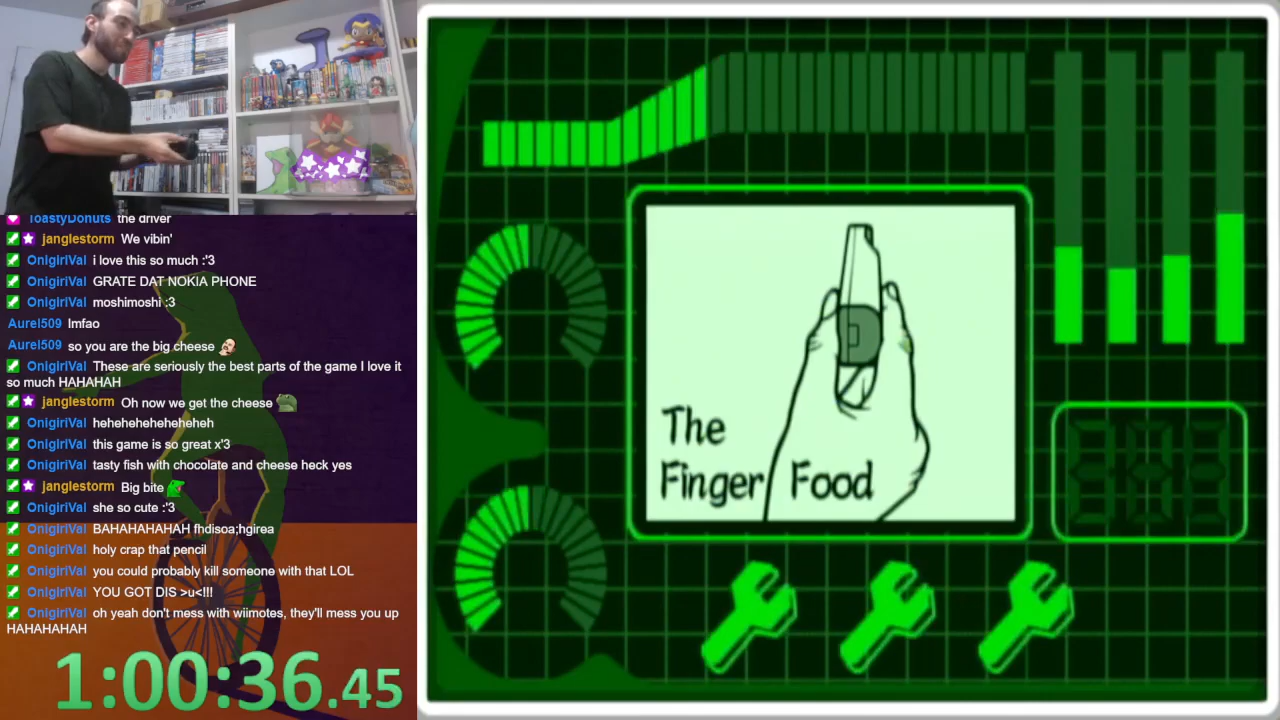 ToastyDonuts the driver
janglestorm We vibin'
OnigiriVal i love this so much :'3
OnigiriVal GRATE DAT NOKIA PHONE
OnigiriVal moshimoshi :3
Aurel509 lmfao
Aurel509 so you are the big cheese
OnigiriVal These are seriously the best parts of the game I love it
so much HAHAHAH
janglestorm Oh now we get the cheese
OnigiriVal heheheheheheheh
OnigiriVal this game is so great x'3
OnigiriVal tasty fish with chocolate and cheese heck yes
janglestorm Big bite
OnigiriVal she so cute :'3
OnigiriVal BAHAHAHAHAH fhdisoa;hgirea
OnigiriVal holy crap that pencil
OnigiriVal you could probably kill someone with that LOL
OnigiriVal YOU GOT DIS >u<!!!
OnigiriVal oh yeah don't mess with wiimotes, they'll mess you up
HAHAHAHAH
1:00:36.45
The
Finger Food